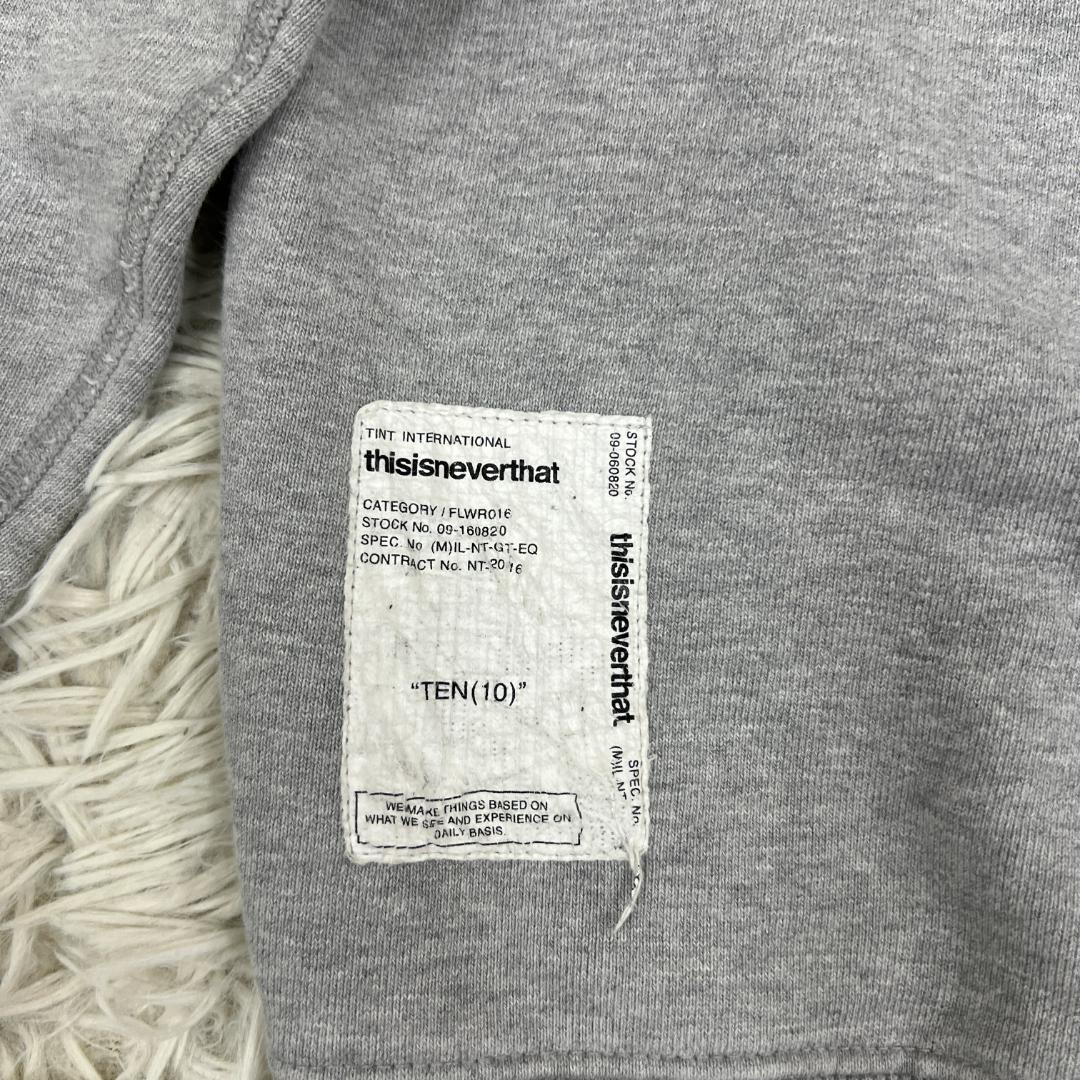 TINT INTERNATIONAL
thisisneverthat
CATEGORY / FLWR016
STOCK No. 09-160820
SPEC. No (M)IL-NT-GT-EQ
CONTRACT No. NT-2016
“TEN(10)”
WE MAKE THINGS BASED ON
WHAT WE SEE AND EXPERIENCE ON
DAILY BASIS.
STOCK No.
09-060820
thisisneverthat
SPEC. No.
(M)IL-NT